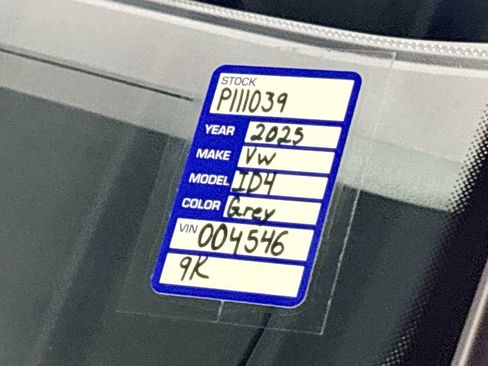 STOCK
P111039
YEAR 2025
MAKE VW
MODEL ID4
COLOR Grey
VIN 004546
9K